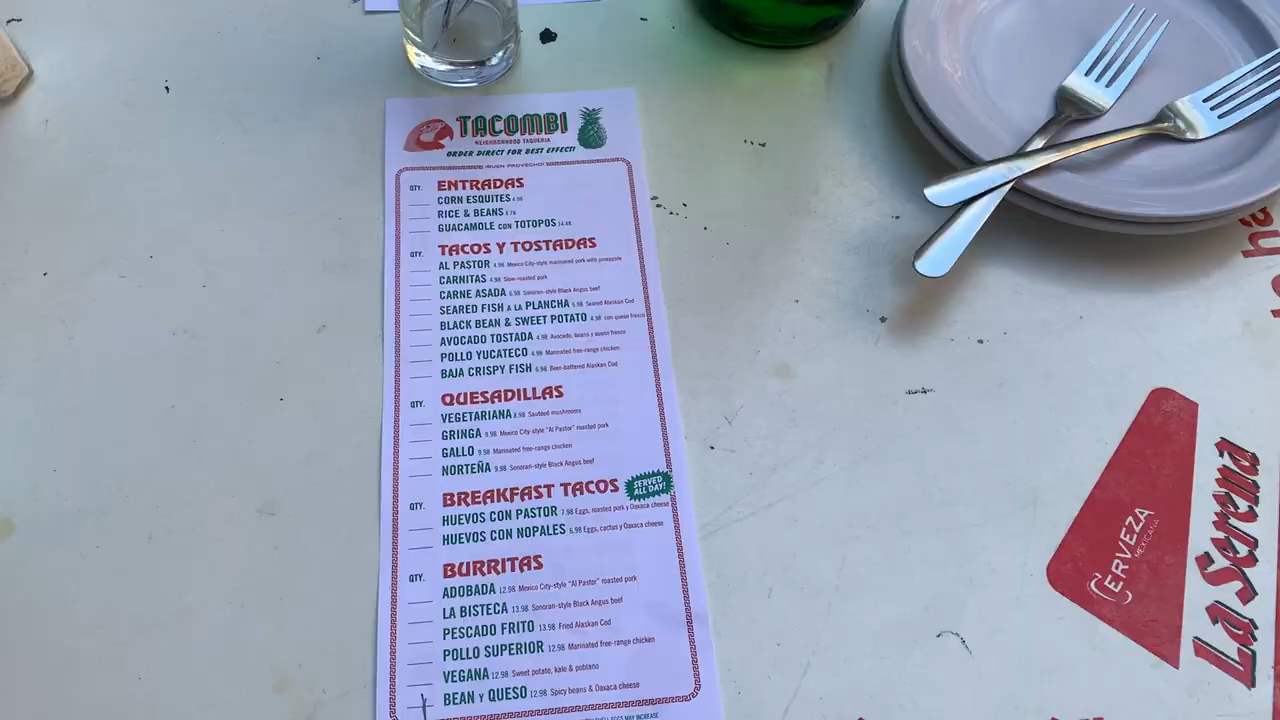 TACOMBI
NEIGHBORHOOD TAQUERIA
ORDER DIRECT FOR BEST EFFECT!
¡BUEN PROVECHO!
QTY. ENTRADAS
CORN ESQUITES 4.98
RICE & BEANS
GUACAMOLE CON TOTOPOS 14.48
QTY. TACOS Y TOSTADAS
AL PASTOR 4.98 Mexico City-style marinated pork with pineapple
CARNITAS 4.98 Slow-roasted pork
CARNE ASADA 6.98 Sonoran-style Black Angus beef
SEARED FISH A LA PLANCHA 6.98 Seared Alaskan Cod
BLACK BEAN & SWEET POTATO 4.98 con queso fresco
AVOCADO TOSTADA 4.98 Avocado, beans y queso fresco
POLLO YUCATECO 4.98 Marinated free-range chicken
BAJA CRISPY FISH 6.98 Beer-battered Alaskan Cod
QTY. QUESADILLAS
VEGETARIANA 8.98 Sautéed mushrooms
GRINGA 9.98 Mexico City-style "Al Pastor" roasted pork
GALLO 9.98 Marinated free-range chicken
NORTEÑA 9.98 Sonoran-style Black Angus beef
QTY. BREAKFAST TACOS SERVED ALL DAY!
HUEVOS CON PASTOR 7.98 Eggs, roasted pork y Oaxaca cheese
HUEVOS CON NOPALES 6.98 Eggs, cactus y Oaxaca cheese
QTY. BURRITAS
ADOBADA 12.98 Mexico City-style "Al Pastor" roasted pork
LA BISTECA 13.98 Sonoran-style Black Angus beef
PESCADO FRITO 13.98 Fried Alaskan Cod
POLLO SUPERIOR 12.98 Marinated free-range chicken
VEGANA 12.98 Sweet potato, kale & poblano
BEAN Y QUESO 12.98 Spicy beans & Oaxaca cheese
EGGS MAY INCREASE
CERVEZA
MEXICANA
La Serena